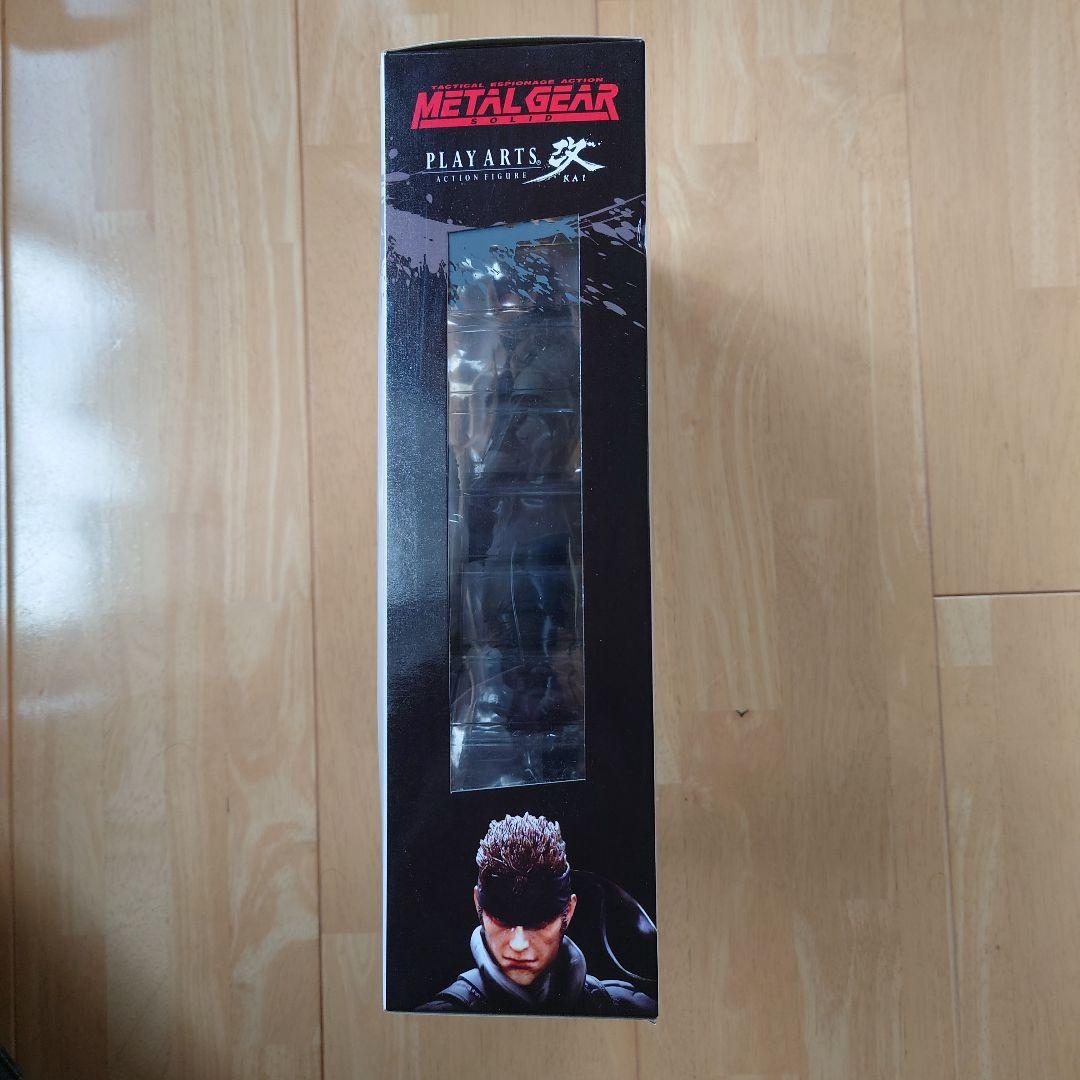 TACTICAL ESPIONAGE ACTION
METAL GEAR
SOLID
PLAY ARTS® 改
ACTION FIGURE KAI